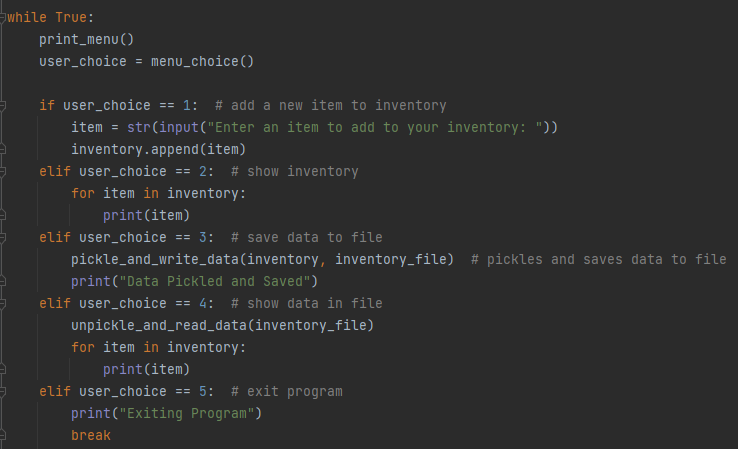 while True:
    print_menu()
    user_choice = menu_choice()

    if user_choice == 1:  # add a new item to inventory
        item = str(input("Enter an item to add to your inventory: "))
        inventory.append(item)
    elif user_choice == 2:  # show inventory
        for item in inventory:
            print(item)
    elif user_choice == 3:  # save data to file
        pickle_and_write_data(inventory, inventory_file)  # pickles and saves data to file
        print("Data Pickled and Saved")
    elif user_choice == 4:  # show data in file
        unpickle_and_read_data(inventory_file)
        for item in inventory:
            print(item)
    elif user_choice == 5:  # exit program
        print("Exiting Program")
        break